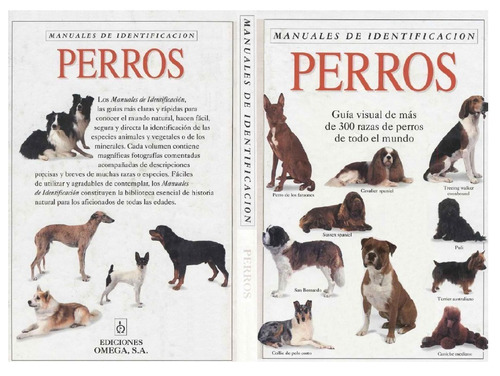 MANUALES DE IDENTIFICACION
PERROS
Los Manuales de Identificación,
las guías más claras y rápidas para
conocer el mundo natural, hacen fácil,
segura y directa la identificación de las
especies animales y vegetales o de los
minerales. Cada volumen contiene
magníficas fotografías comentadas
acompañadas de descripciones
precisas y breves de muchas razas o especies. Fáciles
de utilizar y agradables de contemplar, los Manuales
de Identificación constituyen la biblioteca esencial de historia
natural para los aficionados de todas las edades.
EDICIONES
OMEGA, S.A.
MANUALES DE IDENTIFICACION
PERROS
MANUALES DE IDENTIFICACION
PERROS
Guía visual de más
de 300 razas de perros
de todo el mundo
Perro de los faraones
Cavalier spaniel
Treeing walker
coonhound
Sussex spaniel
Puli
San Bernardo
Terrier australiano
Collie de pelo corto
Caniche mediano